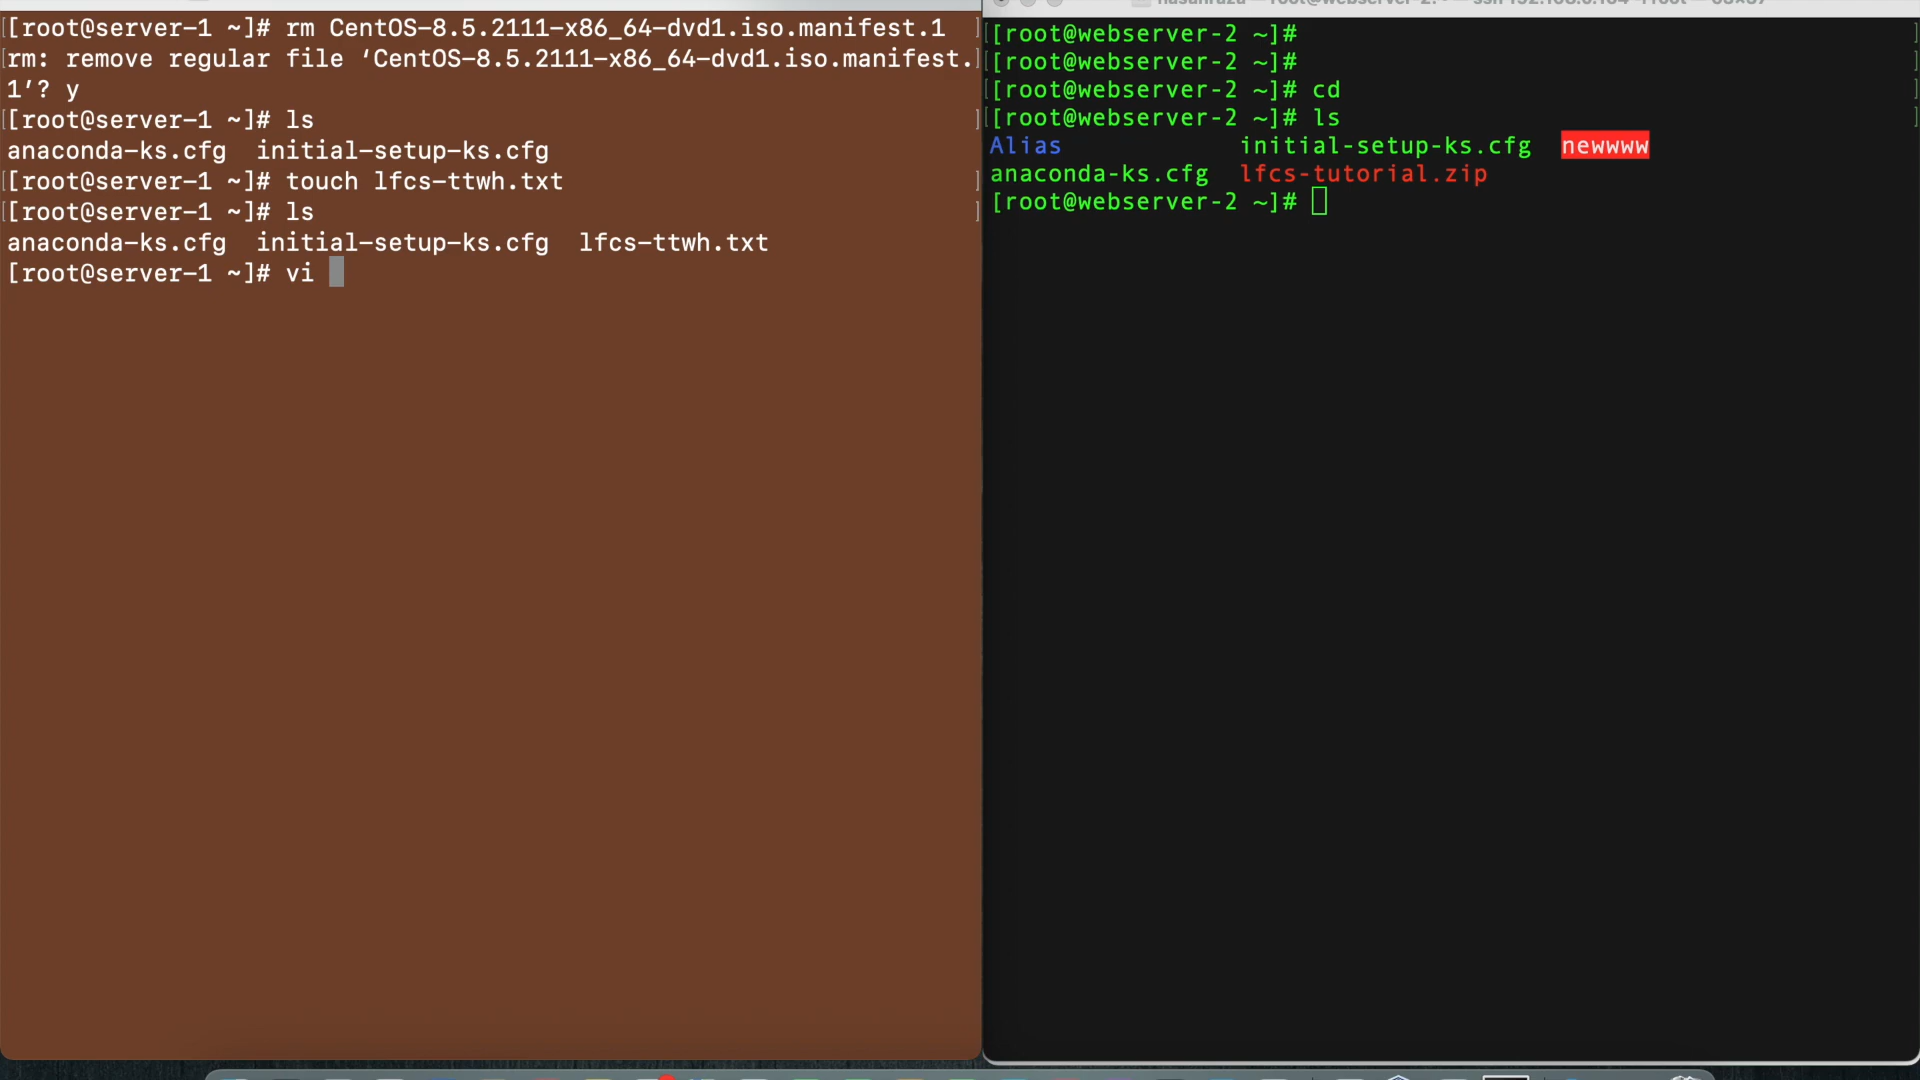 [root@server-1 ~]# rm CentOS-8.5.2111-x86_64-dvd1.iso.manifest.1
rm: remove regular file ‘CentOS-8.5.2111-x86_64-dvd1.iso.manifest.
1’? y
[root@server-1 ~]# ls
anaconda-ks.cfg  initial-setup-ks.cfg
[root@server-1 ~]# touch lfcs-ttwh.txt
[root@server-1 ~]# ls
anaconda-ks.cfg  initial-setup-ks.cfg  lfcs-ttwh.txt
[root@server-1 ~]# vi
[root@webserver-2 ~]#
[root@webserver-2 ~]#
[root@webserver-2 ~]# cd
[root@webserver-2 ~]# ls
Alias  initial-setup-ks.cfg  newwww
anaconda-ks.cfg  lfcs-tutorial.zip
[root@webserver-2 ~]#